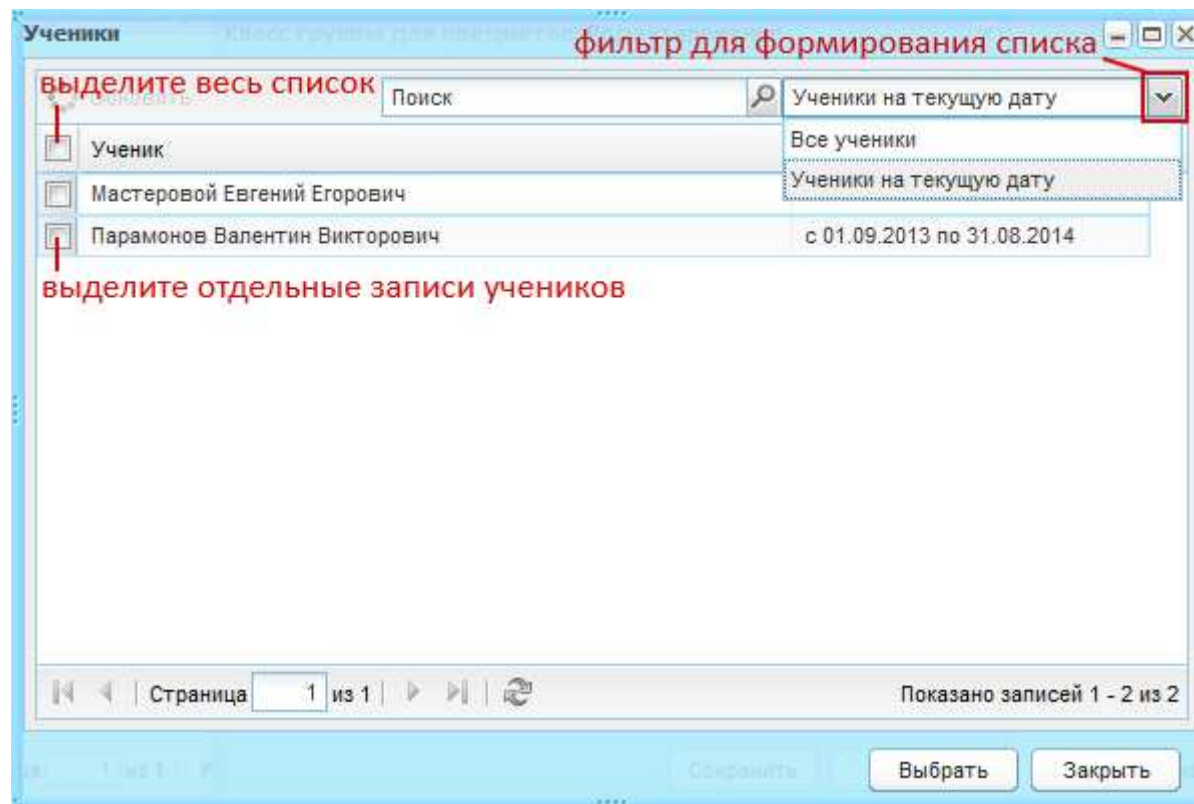 Ученики
фильтр для формирования списка
выделите весь список
Поиск
Ученики на текущую дату
Ученик
Все ученики
Ученики на текущую дату
Мастеровой Евгений Егорович
Парамонов Валентин Викторович с 01.09.2013 по 31.08.2014
выделите отдельные записи учеников
Страница 1 из 1 Показано записей 1 - 2 из 2
Сохранить
Выбрать Закрыть